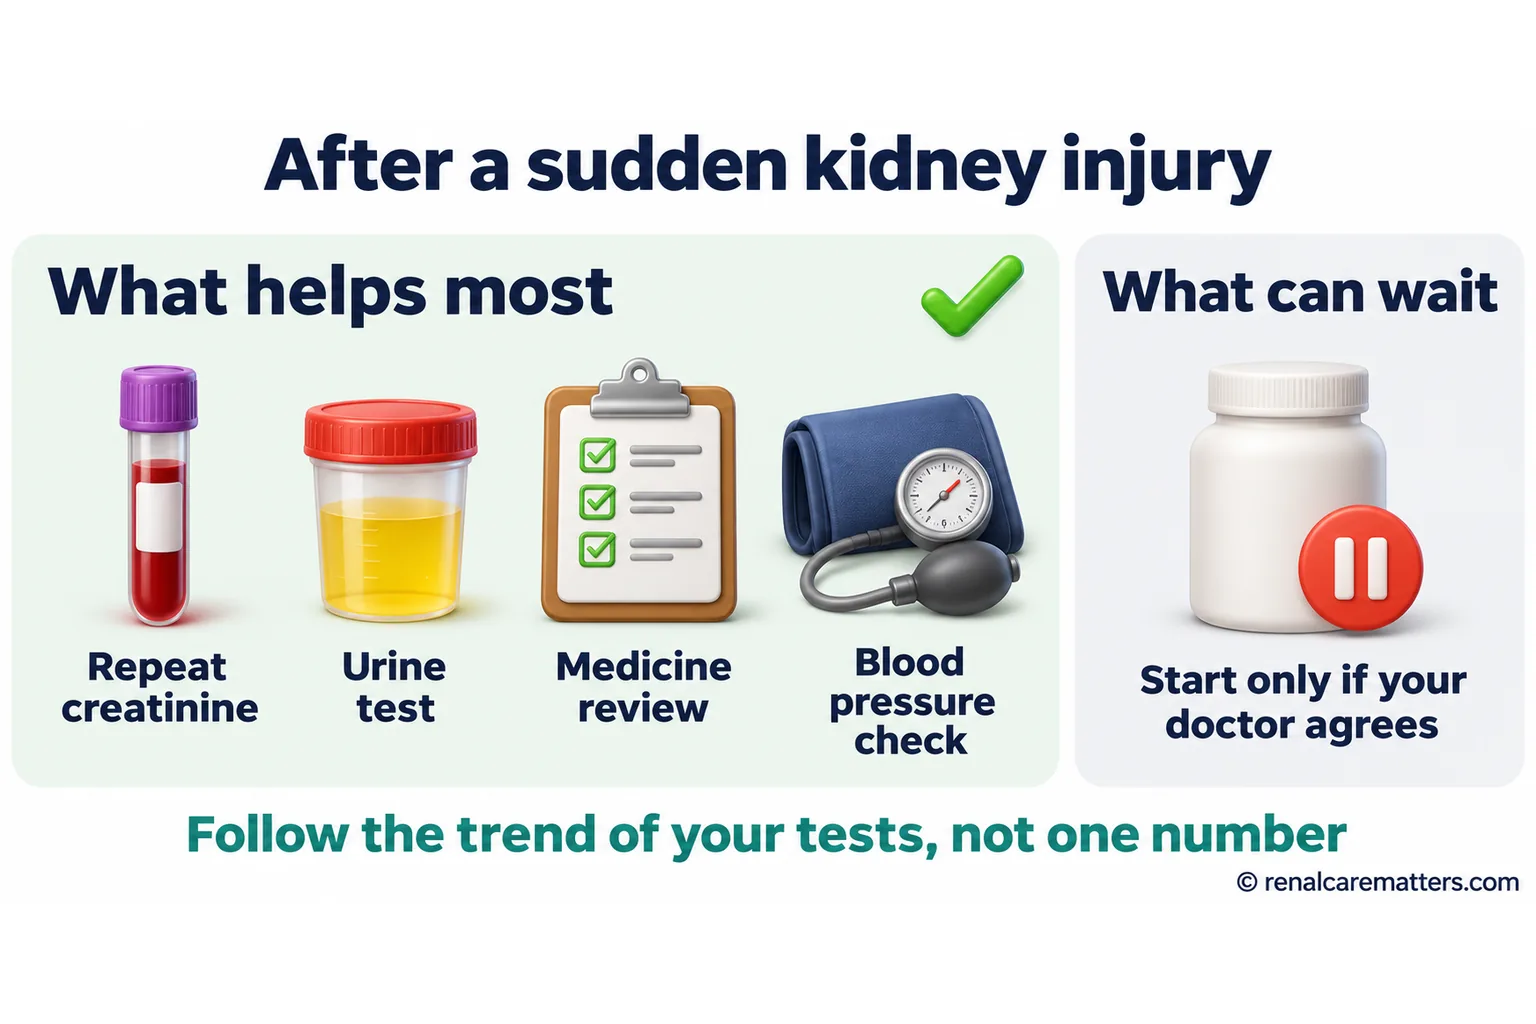 After a sudden kidney injury
What helps most
What can wait
Repeat
creatinine
Urine
test
Medicine
review
Blood
pressure
check
Start only if your
doctor agrees
Follow the trend of your tests, not one number
© renalcarematters.com